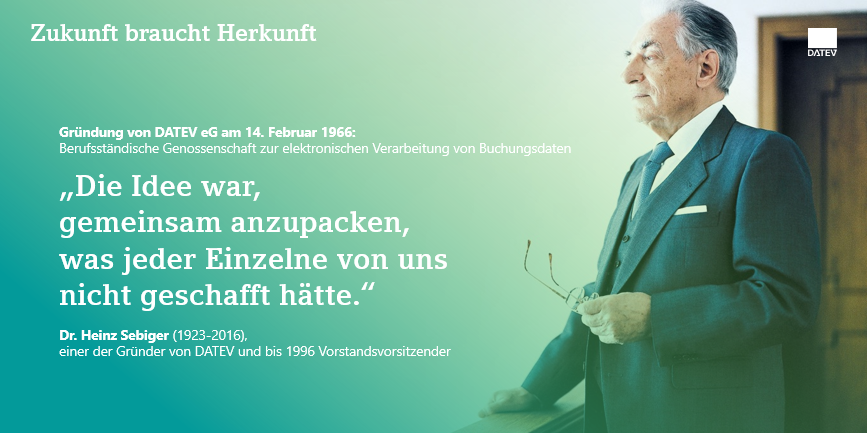 Zukunft braucht Herkunft
DATEV
Gründung von DATEV eG am 14. Februar 1966:
Berufsständische Genossenschaft zur elektronischen Verarbeitung von Buchungsdaten
„Die Idee war,
gemeinsam anzupacken,
was jeder Einzelne von uns
nicht geschafft hätte.“
Dr. Heinz Sebiger (1923-2016),
einer der Gründer von DATEV und bis 1996 Vorstandsvorsitzender